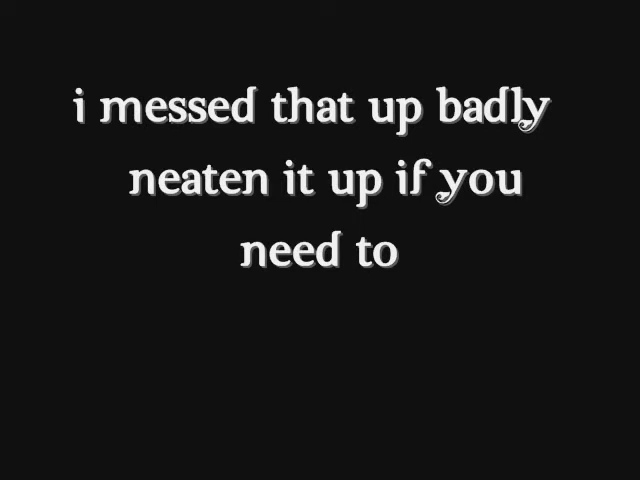 i messed that up badly
neaten it up if you
need to